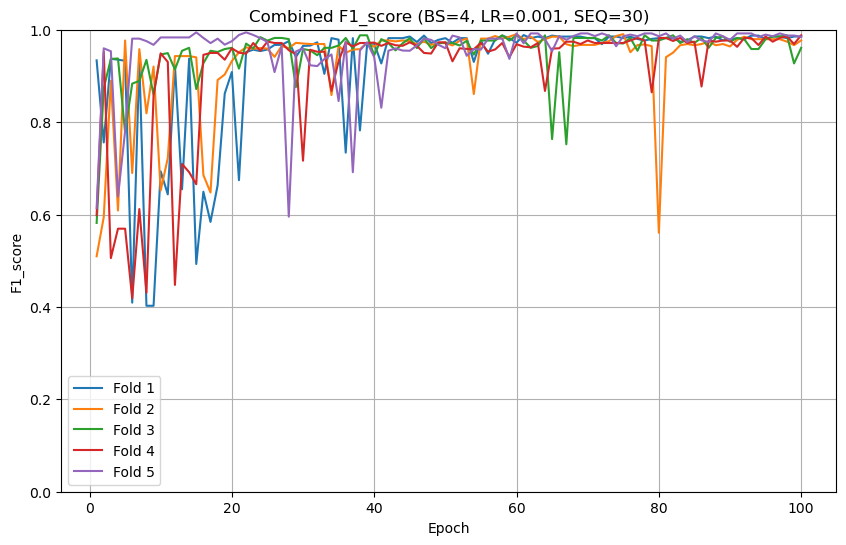 Combined F1_score (BS=4, LR=0.001, SEQ=30)
1.0
0.8
0.6
0.4
0.2
0.0
F1_score
Fold 1
Fold 2
Fold 3
Fold 4
Fold 5
0 20 40 60 80 100
Epoch